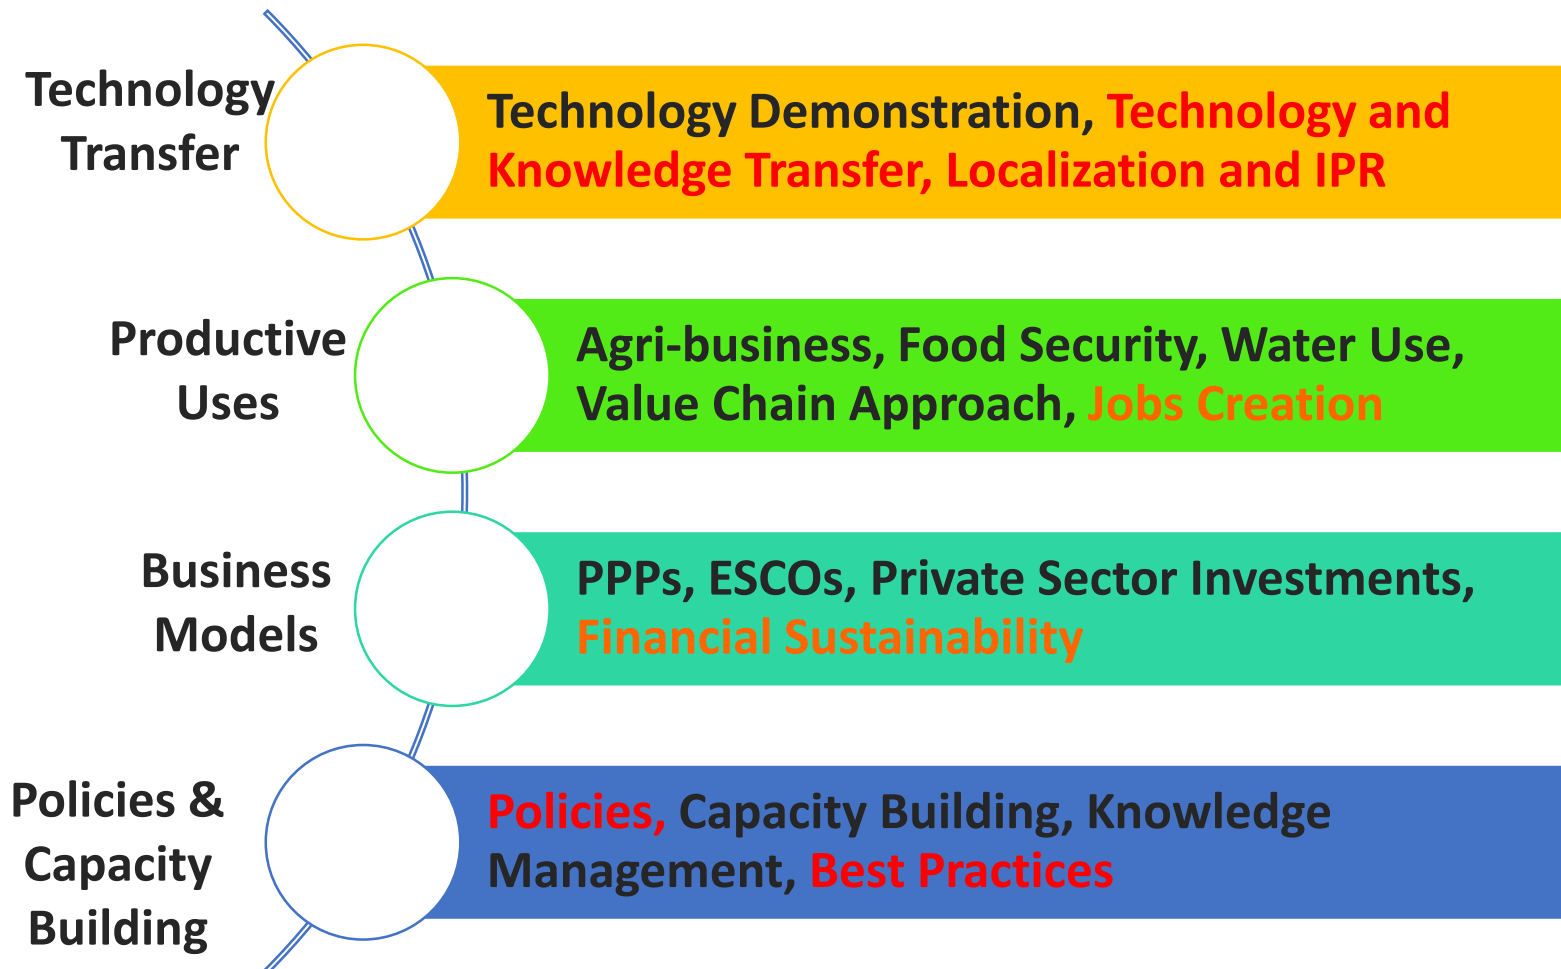 Technology
Transfer
Technology Demonstration, Technology and
Knowledge Transfer, Localization and IPR
Productive
Uses
Agri-business, Food Security, Water Use,
Value Chain Approach, Jobs Creation
Business
Models
PPPs, ESCOs, Private Sector Investments,
Financial Sustainability
Policies &
Capacity
Building
Policies, Capacity Building, Knowledge
Management, Best Practices